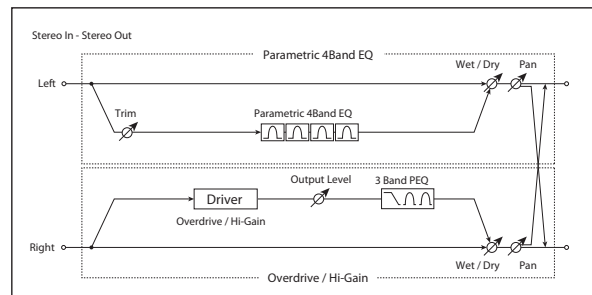 Stereo In - Stereo Out
Parametric 4Band EQ
Wet / Dry
Pan
Left
Trim
Parametric 4Band EQ
Output Level
3 Band PEQ
Driver
Overdrive / Hi-Gain
Right
Wet / Dry
Pan
Overdrive / Hi-Gain